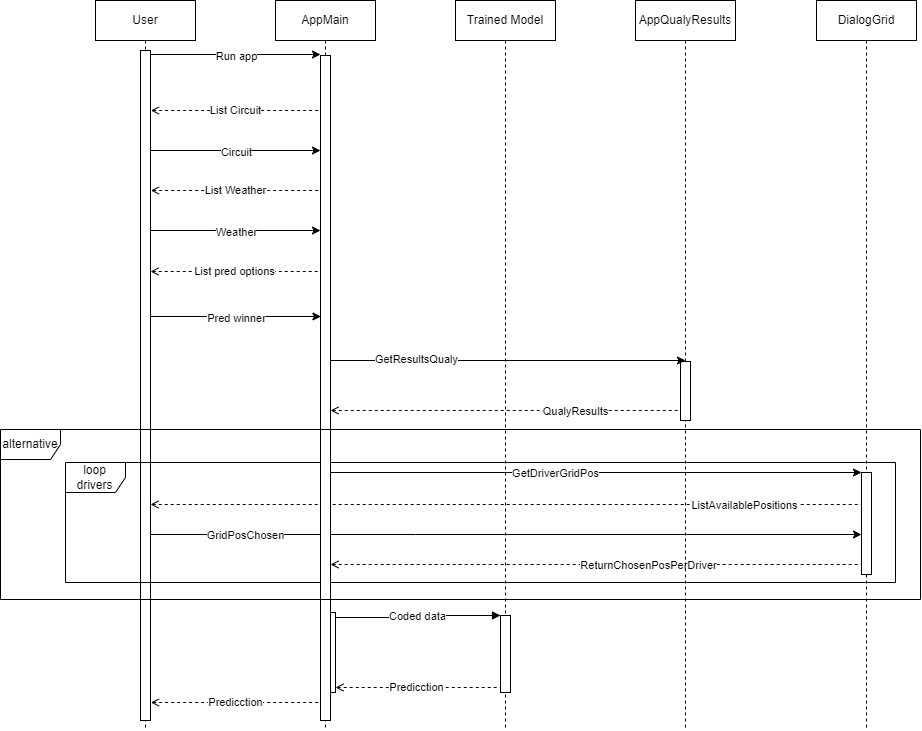 User
AppMain
Trained Model
AppQualyResults
DialogGrid
Run app
List Circuit
Circuit
List Weather
Weather
List pred options
Pred winner
GetResultsQualy
QualyResults
alternative
loop
drivers
GetDriverGridPos
ListAvailablePositions
GridPosChosen
ReturnChosenPosPerDriver
Coded data
Predicction
Predicction